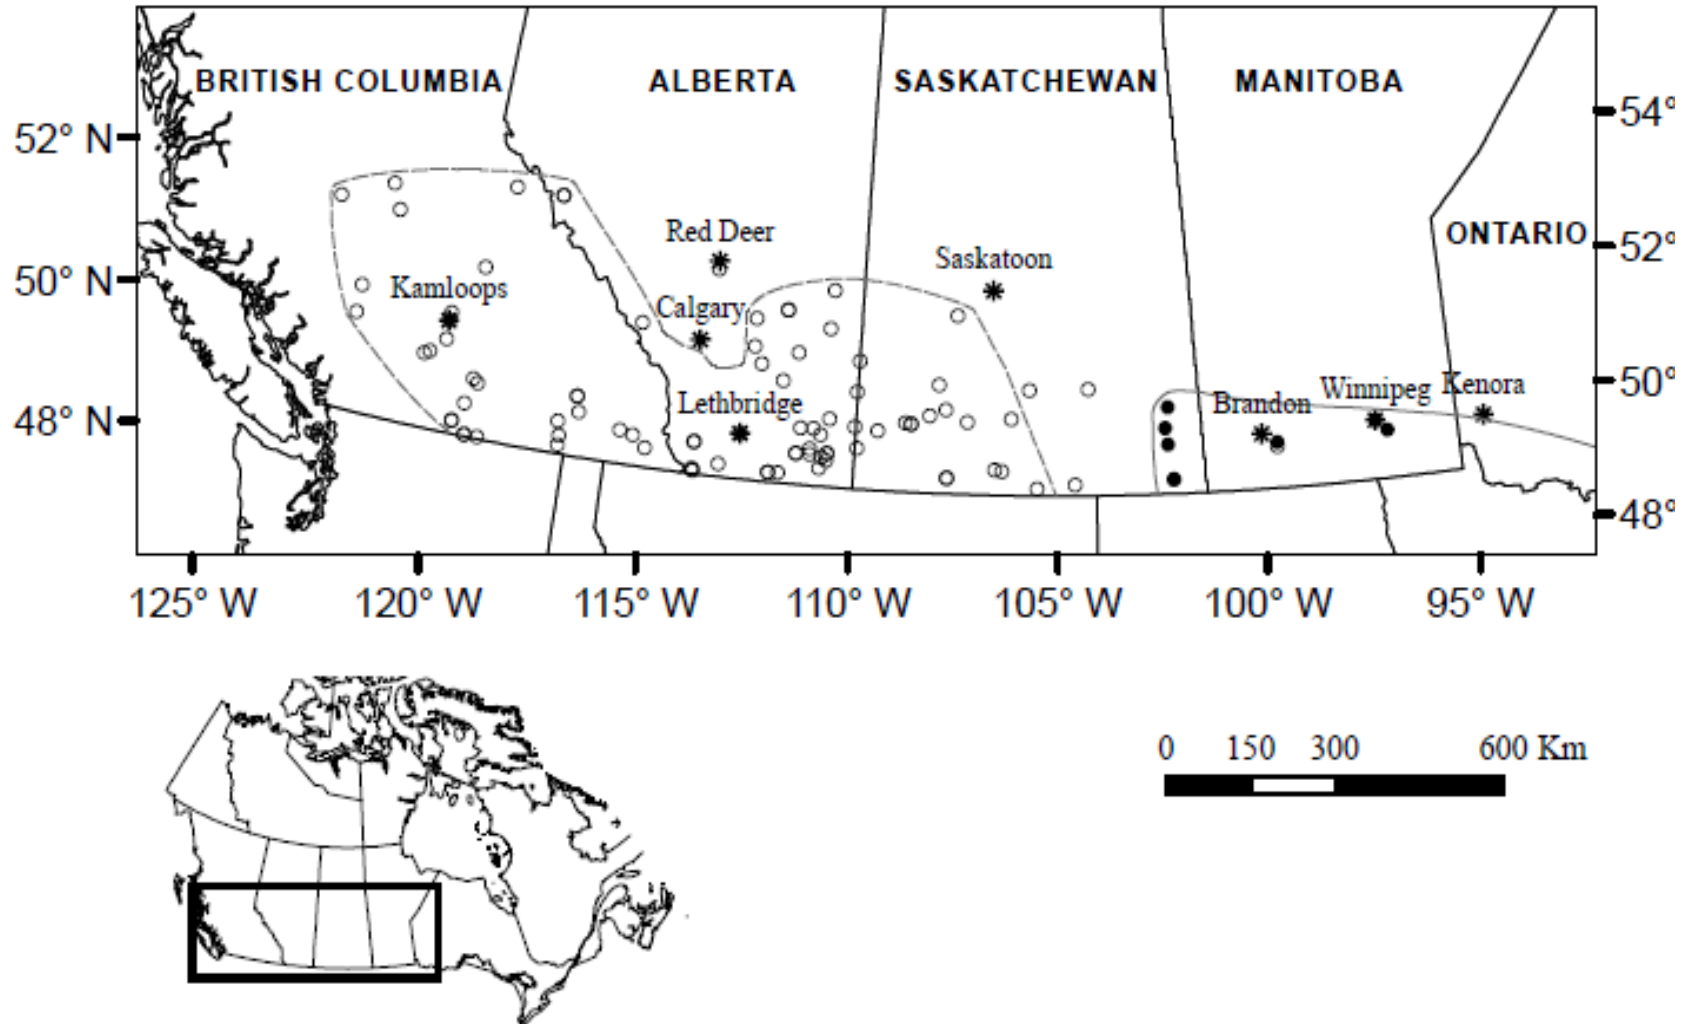 BRITISH COLUMBIA ALBERTA SASKATCHEWAN MANITOBA
52° N
54°
Red Deer
ONTARIO
52°
Saskatoon
50° N
Kamloops
Calgary
50°
Winnipeg Kenora
Lethbridge
Brandon
48° N
48°
125° W 120° W 115° W 110° W 105° W 100° W 95° W
0 150 300 600 Km